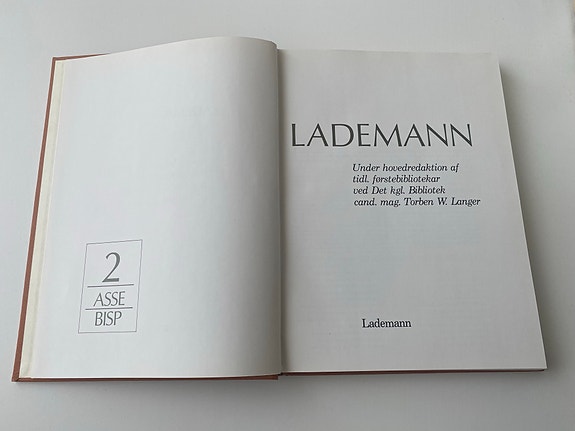 2
ASSE
BISP
LADEMANN
Under hovedredaktion af
tidl. førstebibliotekar
ved Det kgl. Bibliotek
cand. mag. Torben W. Langer
Lademann